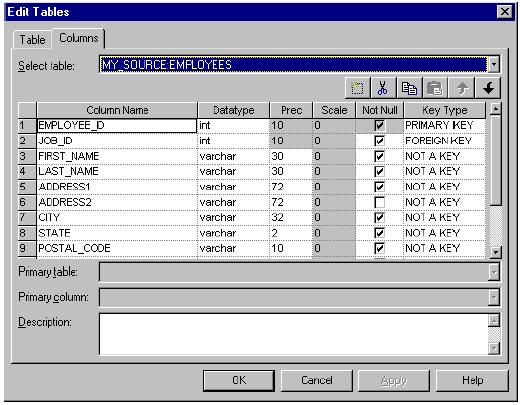 Edit Tables
Table Columns
Select table: MY_SOURCE.EMPLOYEES
Column Name Datatype Prec Scale Not Null Key Type
1 EMPLOYEE_ID int 10 0 PRIMARY KEY
2 JOB_ID int 10 0 FOREIGN KEY
3 FIRST_NAME varchar 30 0 NOT A KEY
4 LAST_NAME varchar 30 0 NOT A KEY
5 ADDRESS1 varchar 72 0 NOT A KEY
6 ADDRESS2 varchar 72 0 NOT A KEY
7 CITY varchar 32 0 NOT A KEY
8 STATE varchar 2 0 NOT A KEY
9 POSTAL_CODE varchar 10 0 NOT A KEY
Primary table:
Primary column:
Description:
OK Cancel Apply Help